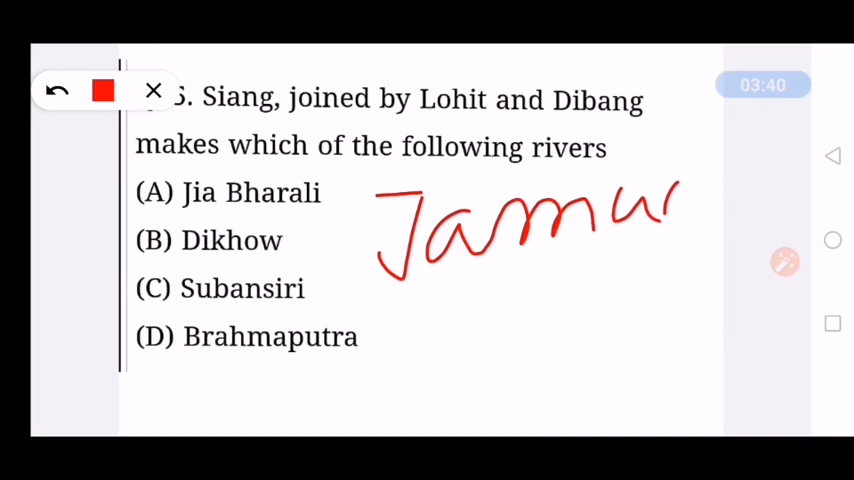 5. Siang, joined by Lohit and Dibang
makes which of the following rivers
(A) Jia Bharali
(B) Dikhow
(C) Subansiri
(D) Brahmaputra
03:40